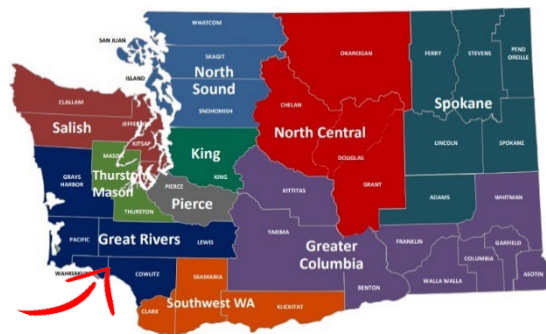 WHATCOM
SAN JUAN
SKAGIT
ISLAND
North
Sound
SNOHOMISH
OKANOGAN
FERRY
STEVENS
PEND
OREILLE
CLALLAM
Salish
JEFFERSON
KITSAP
King
KING
CHELAN
North Central
DOUGLAS
GRANT
Spokane
LINCOLN
SPOKANE
ADAMS
MASON
Thurston
Mason
THURSTON
GRAYS
HARBOR
PIERCE
Pierce
KITTITAS
WHITMAN
PACIFIC
Great Rivers
LEWIS
YAKIMA
Greater
Columbia
FRANKLIN
GARFIELD
COLUMBIA
WALLA WALLA
ASOTIN
BENTON
WAHKIAKUM
COWLITZ
SKAMANIA
Southwest WA
CLARK
KLICKITAT